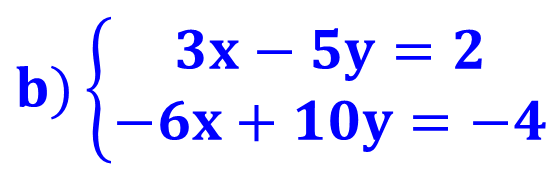 b) { 3x − 5y = 2
−6x + 10y = −4